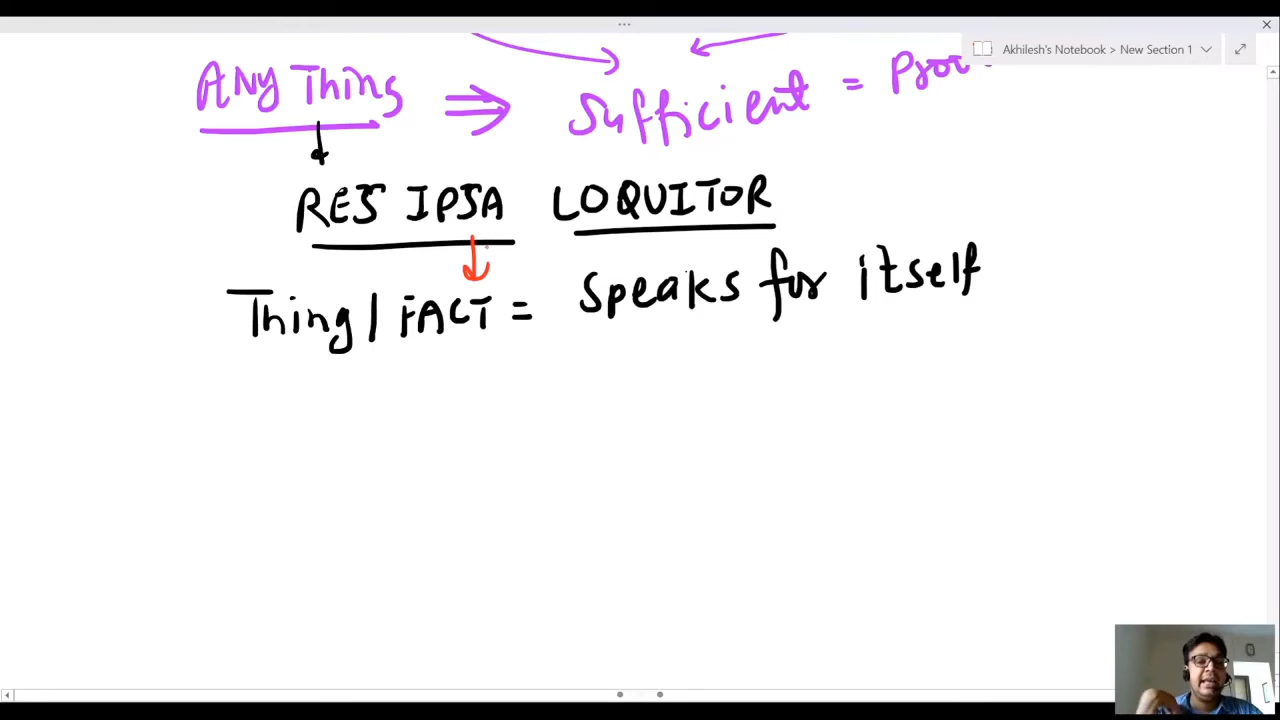 Akhilesh's Notebook > New Section 1
ANY Thing ⇒ Sufficient =
RES IPSA LOQUITOR
Thing / FACT = Speaks for itself